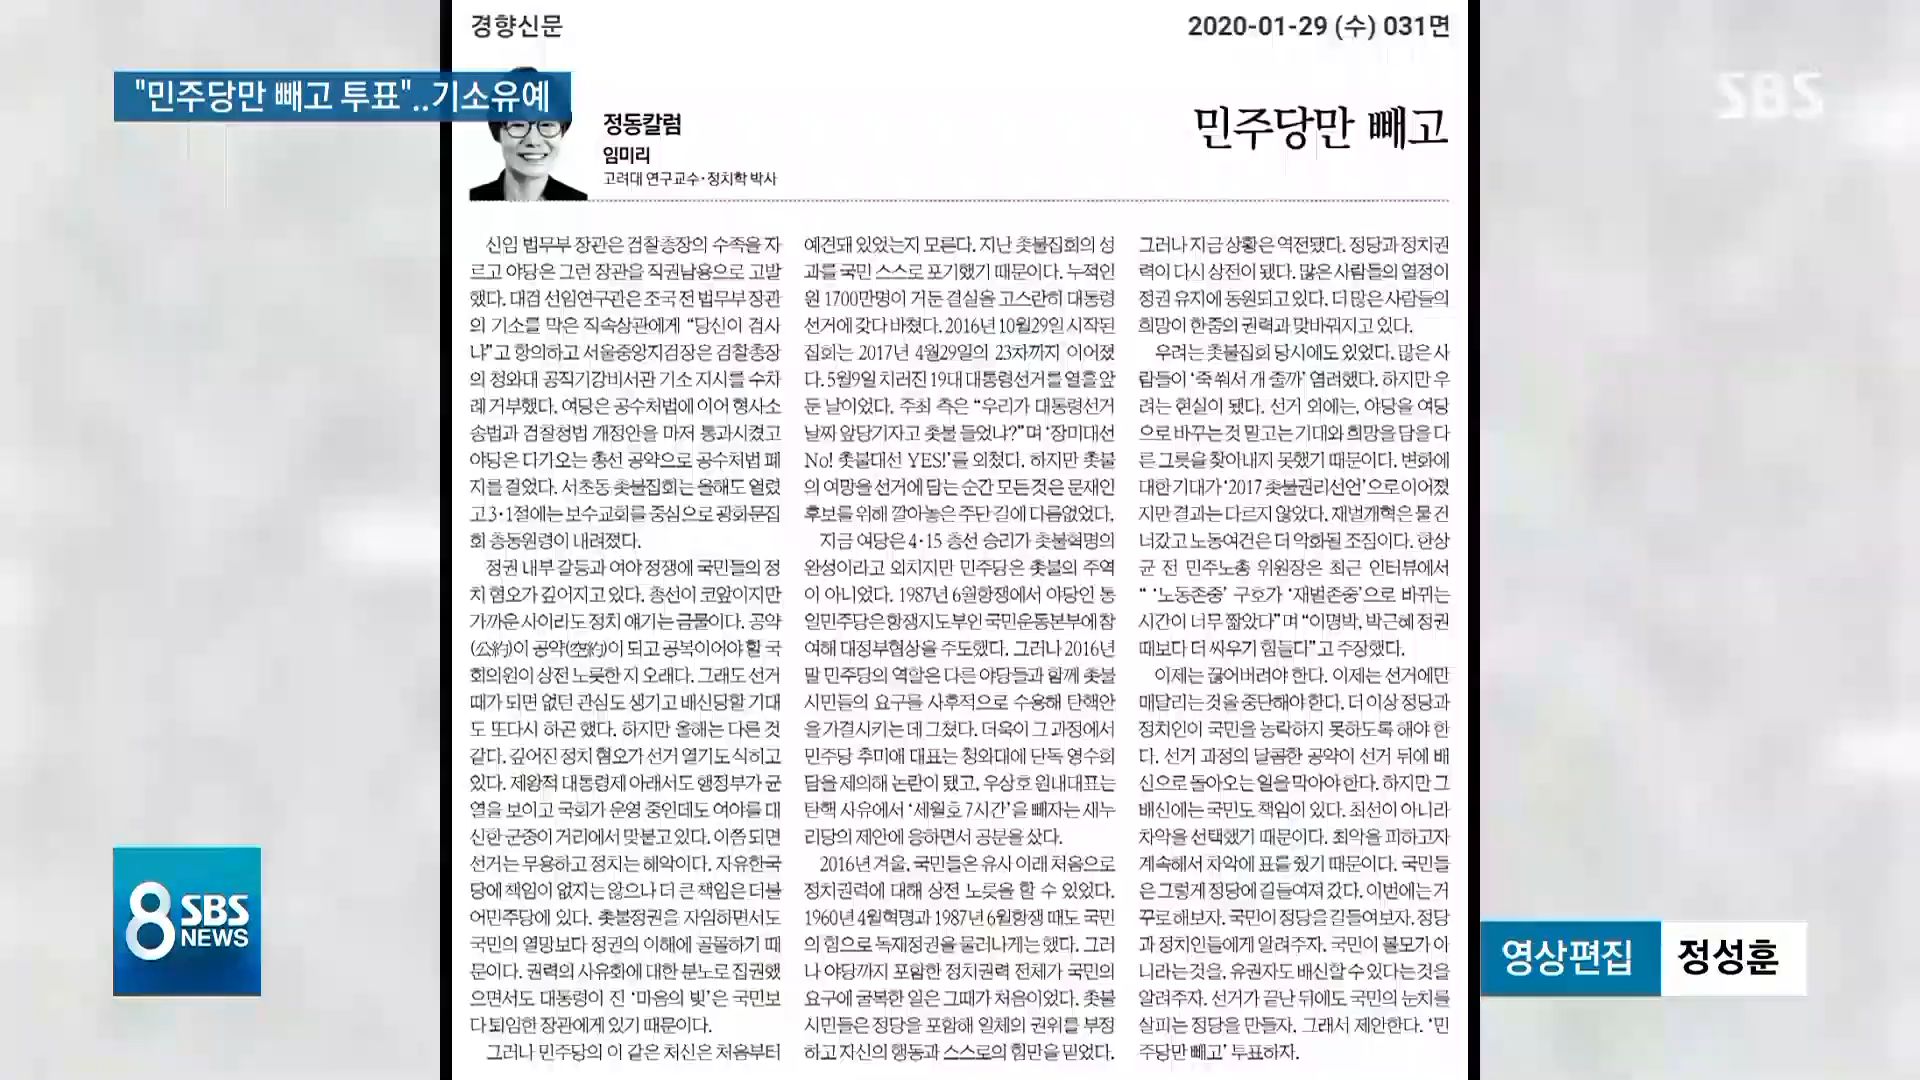 경향신문
2020-01-29 (수) 031면
"민주당만 빼고 투표"..기소유예
SBS
정동칼럼
임미리
고려대 연구교수·정치학 박사
민주당만 빼고
신임 법무부 장관은 검찰총장의 수족을 자
르고 야당은 그런 장관을 직권남용으로 고발
했다. 대검 선임연구관은 조국 전 법무부 장관
의 기소를 막은 직속상관에게 “당신이 검사
냐”고 항의하고 서울중앙지검장은 검찰총장
의 청와대 공직기강비서관 기소 지시를 수차
례 거부했다. 여당은 공수처법에 이어 형사소
송법과 검찰청법 개정안을 마저 통과시켰고
야당은 다가오는 총선 공약으로 공수처법 폐
지를 걸었다. 서초동 촛불집회는 올해도 열렸
고 3·1절에는 보수교회를 중심으로 광화문집
회 총동원령이 내려졌다.
정권 내부 갈등과 여야 정쟁에 국민들의 정
치 혐오가 깊어지고 있다. 총선이 코앞이지만
가까운 사이라도 정치 얘기는 금물이다. 공약
(公約)이 공약(空約)이 되고 공복이어야 할 국
회의원이 상전 노릇한 지 오래다. 그래도 선거
때가 되면 없던 관심도 생기고 배신당할 기대
도 또다시 하곤 했다. 하지만 올해는 다른 것
같다. 깊어진 정치 혐오가 선거 열기도 식히고
있다. 제왕적 대통령제 아래서도 행정부가 균
열을 보이고 국회가 운영 중인데도 여야를 대
신한 군중이 거리에서 맞붙고 있다. 이쯤 되면
선거는 무용하고 정치는 해악이다. 자유한국
당에 책임이 없지는 않으나 더 큰 책임은 더불
어민주당에 있다. 촛불정권을 자임하면서도
국민의 열망보다 정권의 이해에 골몰하기 때
문이다. 권력의 사유화에 대한 분노로 집권했
으면서도 대통령이 진 ‘마음의 빚’은 국민보
다 퇴임한 장관에게 있기 때문이다.
그러나 민주당의 이 같은 처신은 처음부터
예견돼 있었는지 모른다. 지난 촛불집회의 성
과를 국민 스스로 포기했기 때문이다. 누적인
원 1700만명이 거둔 결실을 고스란히 대통령
선거에 갖다 바쳤다. 2016년 10월29일 시작된
집회는 2017년 4월29일의 23차까지 이어졌
다. 5월9일 치러진 19대 대통령선거를 열흘 앞
둔 날이었다. 주최 측은 “우리가 대통령선거
날짜 앞당기자고 촛불 들었냐?”며 ‘장미대선
No! 촛불대선 YES!’를 외쳤다. 하지만 촛불
의 여망을 선거에 담는 순간 모든 것은 문재인
후보를 위해 깔아놓은 주단 길에 다름없었다.
지금 여당은 4·15 총선 승리가 촛불혁명의
완성이라고 외치지만 민주당은 촛불의 주역
이 아니었다. 1987년 6월항쟁에서 야당인 통
일민주당은 항쟁지도부인 국민운동본부에 참
여해 대정부협상을 주도했다. 그러나 2016년
말 민주당의 역할은 다른 야당들과 함께 촛불
시민들의 요구를 사후적으로 수용해 탄핵안
을 가결시키는 데 그쳤다. 더욱이 그 과정에서
민주당 추미애 대표는 청와대에 단독 영수회
담을 제의해 논란이 됐고, 우상호 원내대표는
탄핵 사유에서 ‘세월호 7시간’을 빼자는 새누
리당의 제안에 응하면서 공분을 샀다.
2016년 겨울, 국민들은 유사 이래 처음으로
정치권력에 대해 상전 노릇을 할 수 있었다.
1960년 4월혁명과 1987년 6월항쟁 때도 국민
의 힘으로 독재정권을 물러나게는 했다. 그러
나 야당까지 포함한 정치권력 전체가 국민의
요구에 굴복한 일은 그때가 처음이었다. 촛불
시민들은 정당을 포함해 일체의 권위를 부정
하고 자신의 행동과 스스로의 힘만을 믿었다.
그러나 지금 상황은 역전됐다. 정당과 정치권
력이 다시 상전이 됐다. 많은 사람들의 열정이
정권 유지에 동원되고 있다. 더 많은 사람들의
희망이 한줌의 권력과 맞바꿔지고 있다.
우려는 촛불집회 당시에도 있었다. 많은 사
람들이 ‘죽 쒀서 개 줄까’ 염려했다. 하지만 우
려는 현실이 됐다. 선거 외에는, 야당을 여당
으로 바꾸는 것 말고는 기대와 희망을 담을 다
른 그릇을 찾아내지 못했기 때문이다. 변화에
대한 기대가 ‘2017 촛불권리선언’으로 이어졌
지만 결과는 다르지 않았다. 재벌개혁은 물 건
너갔고 노동여건은 더 악화될 조짐이다. 한상
균 전 민주노총 위원장은 최근 인터뷰에서
“ ‘노동존중’ 구호가 ‘재벌존중’으로 바뀌는
시간이 너무 짧았다”며 “이명박, 박근혜 정권
때보다 더 싸우기 힘들다”고 주장했다.
이제는 끊어버려야 한다. 이제는 선거에만
매달리는 것을 중단해야 한다. 더 이상 정당과
정치인이 국민을 농락하지 못하도록 해야 한
다. 선거 과정의 달콤한 공약이 선거 뒤에 배
신으로 돌아오는 일을 막아야 한다. 하지만 그
배신에는 국민도 책임이 있다. 최선이 아니라
차악을 선택했기 때문이다. 최악을 피하고자
계속해서 차악에 표를 줬기 때문이다. 국민들
은 그렇게 정당에 길들여져 갔다. 이번에는 거
꾸로 해보자. 국민이 정당을 길들여보자. 정당
과 정치인들에게 알려주자. 국민이 볼모가 아
니라는 것을, 유권자도 배신할 수 있다는 것을
알려주자. 선거가 끝난 뒤에도 국민의 눈치를
살피는 정당을 만들자. 그래서 제안한다. ‘민
주당만 빼고’ 투표하자.
8 SBS NEWS
영상편집 정성훈